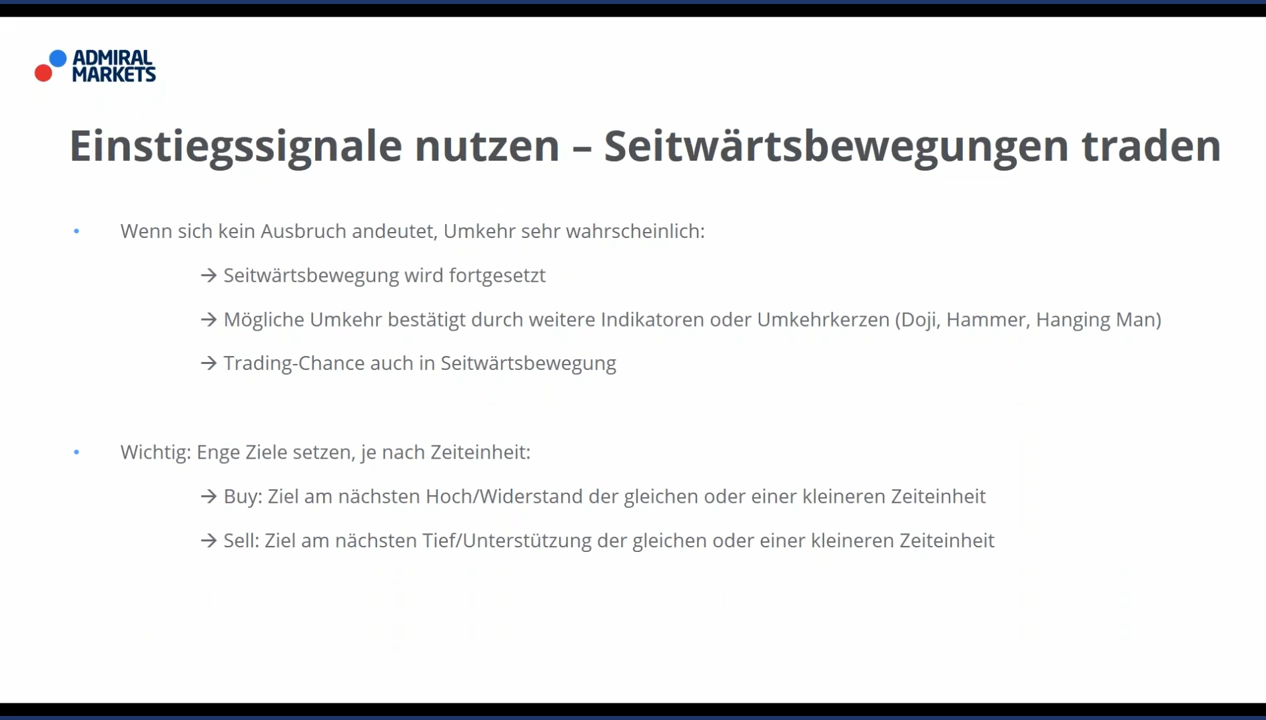 ADMIRAL
MARKETS
Einstiegssignale nutzen – Seitwärtsbewegungen traden
• Wenn sich kein Ausbruch andeutet, Umkehr sehr wahrscheinlich:
→ Seitwärtsbewegung wird fortgesetzt
→ Mögliche Umkehr bestätigt durch weitere Indikatoren oder Umkehrkerzen (Doji, Hammer, Hanging Man)
→ Trading-Chance auch in Seitwärtsbewegung
• Wichtig: Enge Ziele setzen, je nach Zeiteinheit:
→ Buy: Ziel am nächsten Hoch/Widerstand der gleichen oder einer kleineren Zeiteinheit
→ Sell: Ziel am nächsten Tief/Unterstützung der gleichen oder einer kleineren Zeiteinheit